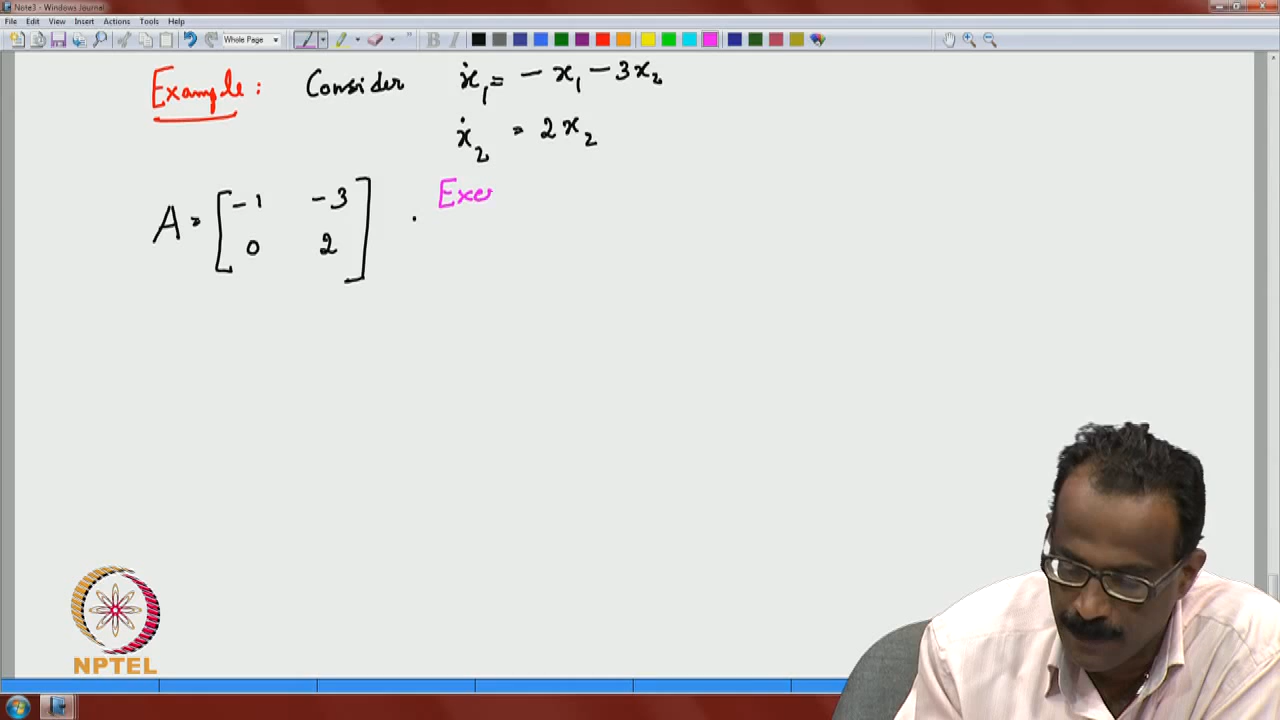 Note3 - Windows Journal
File Edit View Insert Actions Tools Help
Whole Page B I
Example: Consider ẋ₁ = − x₁ − 3x₂
ẋ₂ = 2x₂
A = [ −1 −3
0 2 ] . Exer
NPTEL